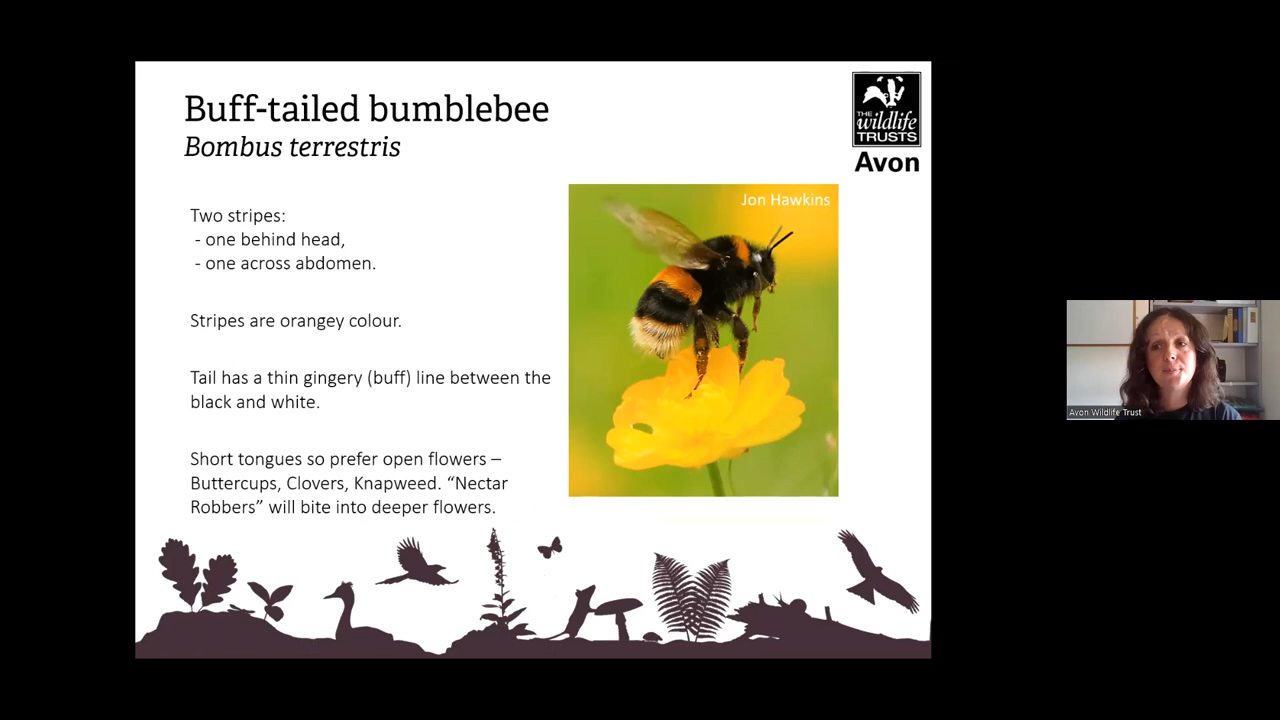 Buff-tailed bumblebee
Bombus terrestris
THE
wildlife
TRUSTS
Avon
Two stripes:
- one behind head,
- one across abdomen.
Stripes are orangey colour.
Tail has a thin gingery (buff) line between the
black and white.
Short tongues so prefer open flowers –
Buttercups, Clovers, Knapweed. “Nectar
Robbers” will bite into deeper flowers.
Jon Hawkins
Avon Wildlife Trust